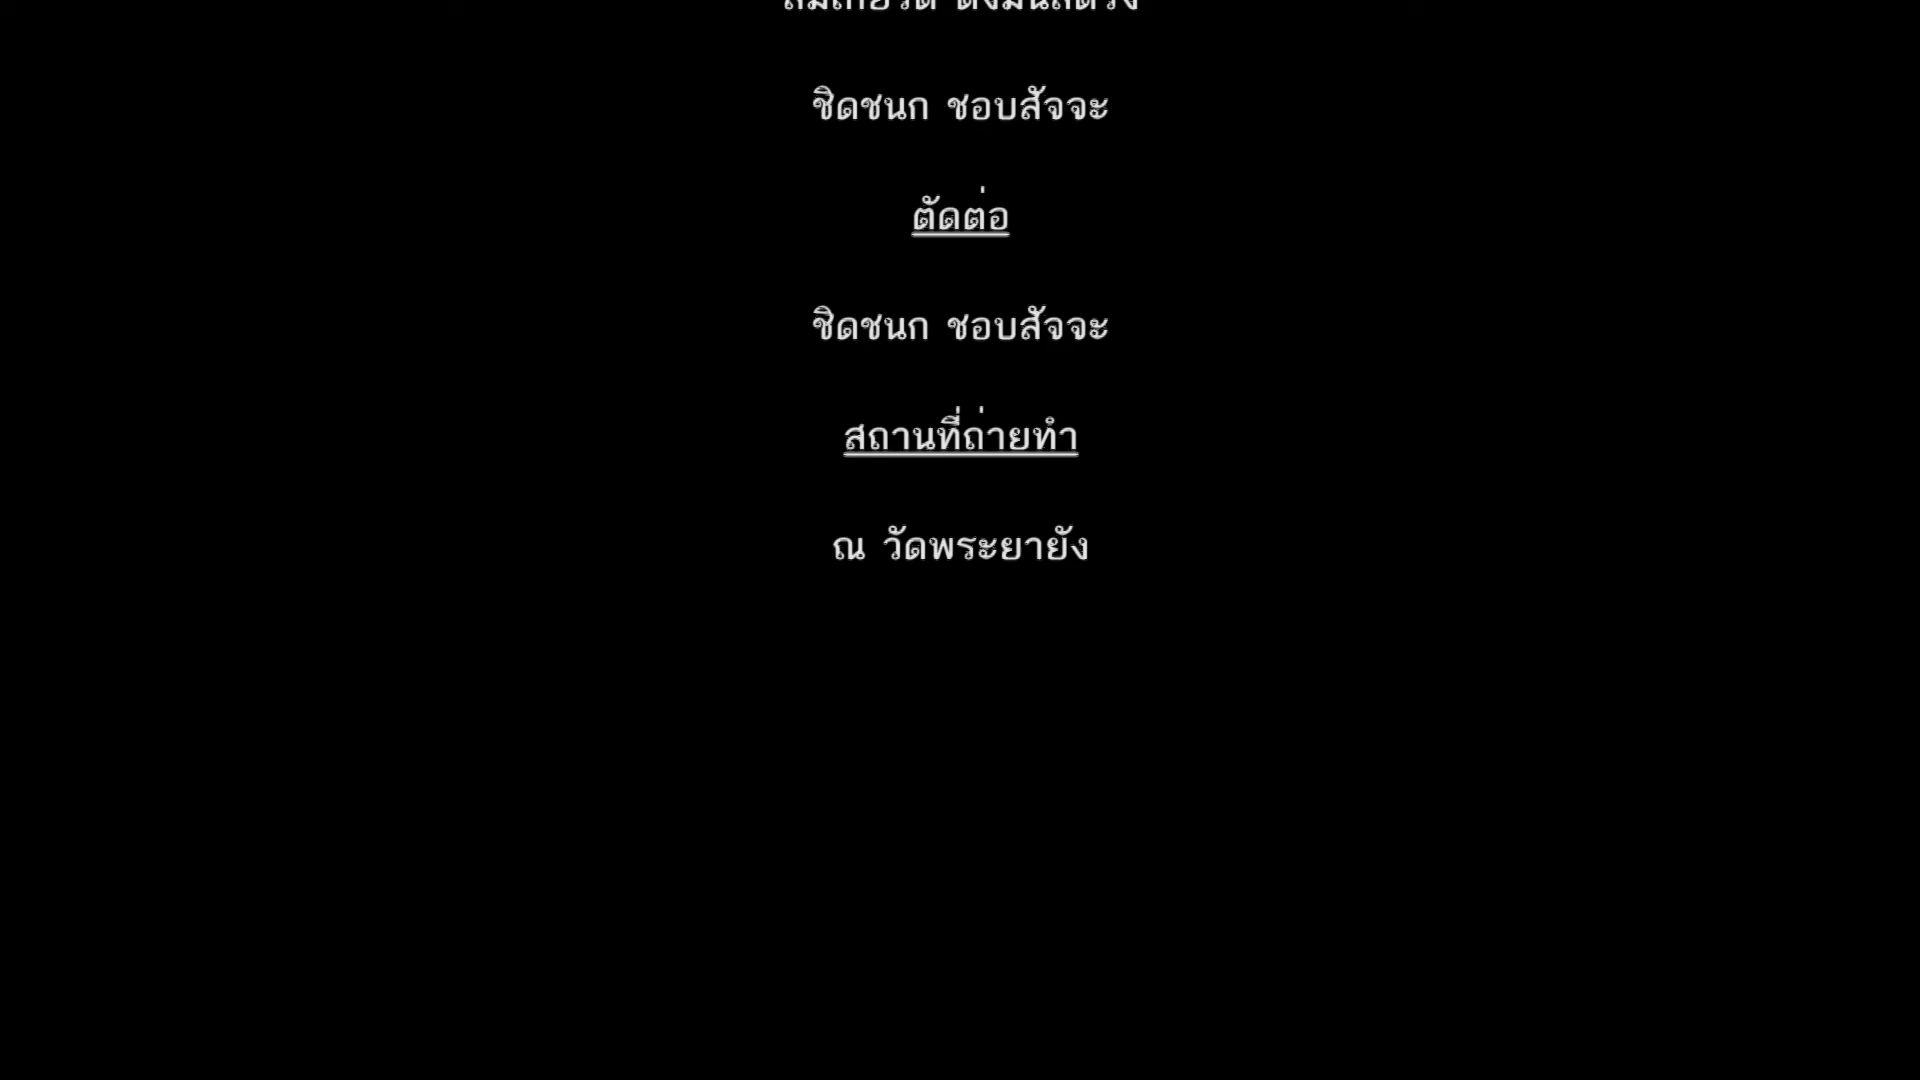 ชิดชนก ชอบสัจจะ
ตัดต่อ
ชิดชนก ชอบสัจจะ
สถานที่ถ่ายทำ
ณ วัดพระยายัง